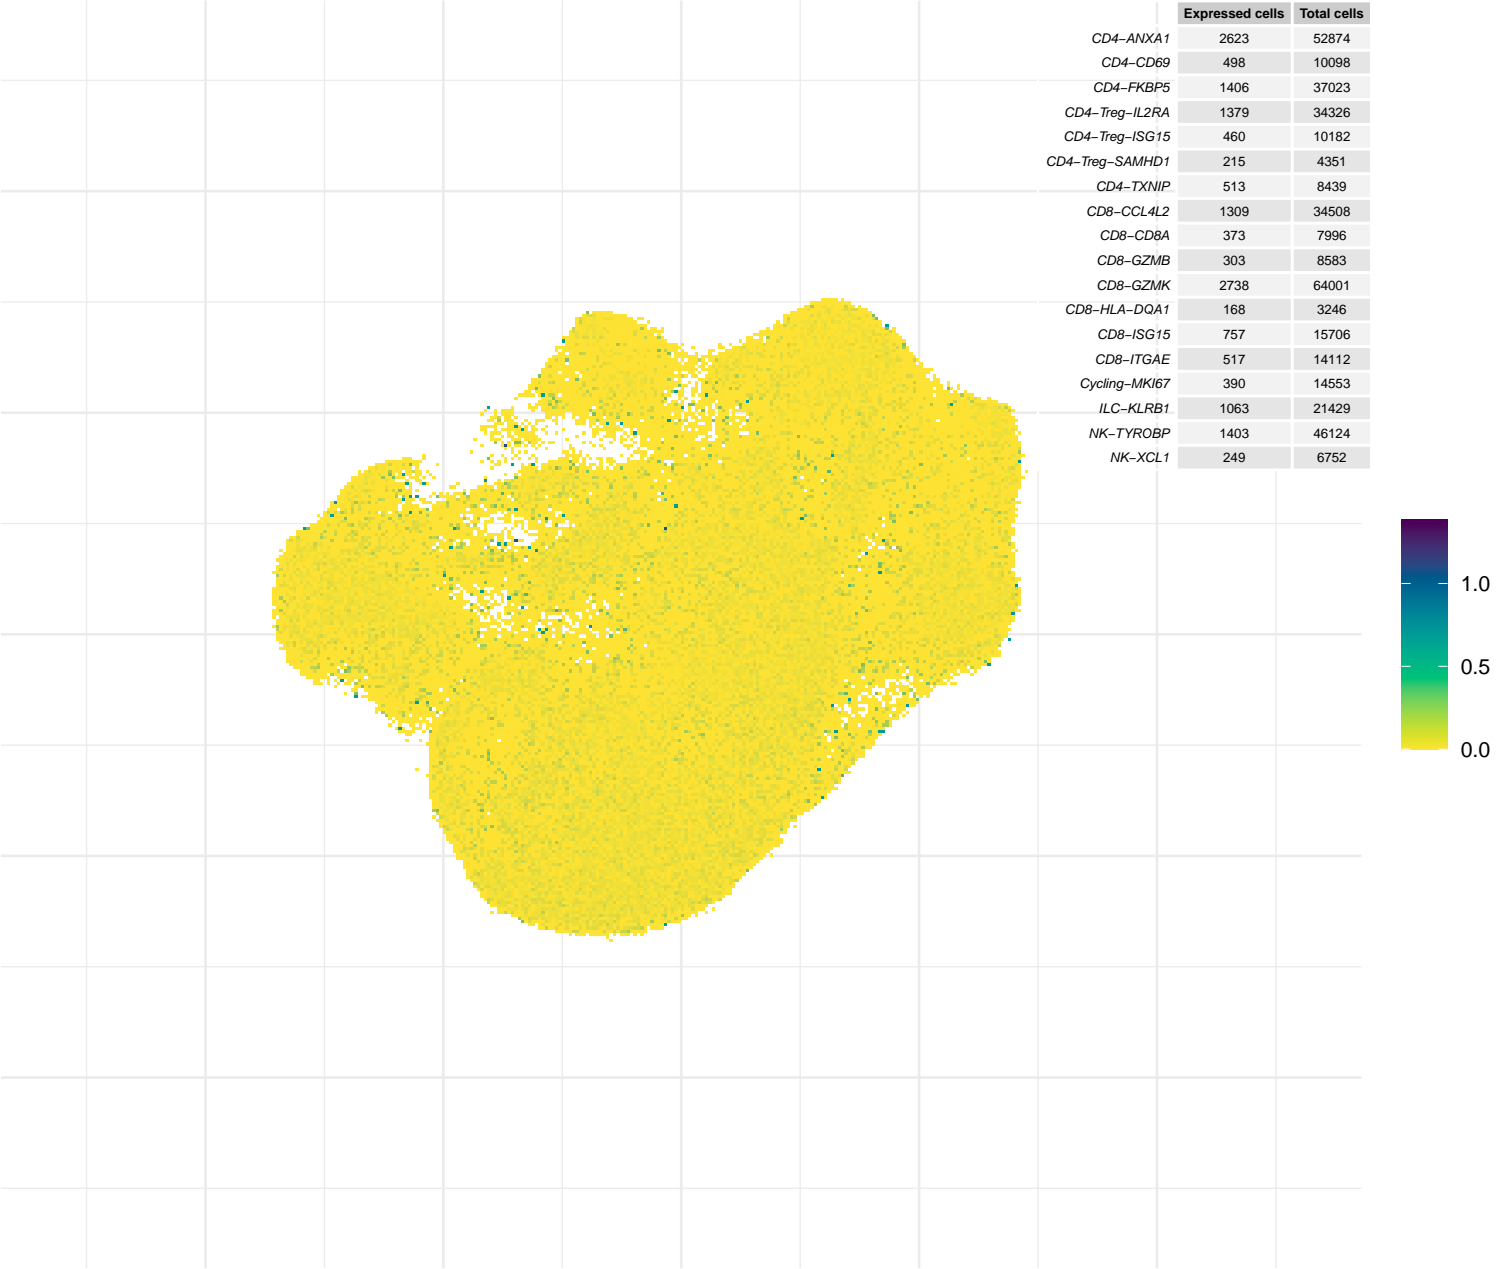 Expressed cells Total cells
CD4−ANXA1 2623 52874
CD4−CD69 498 10098
CD4−FKBP5 1406 37023
CD4−Treg−IL2RA 1379 34326
CD4−Treg−ISG15 460 10182
CD4−Treg−SAMHD1 215 4351
CD4−TXNIP 513 8439
CD8−CCL4L2 1309 34508
CD8−CD8A 373 7996
CD8−GZMB 303 8583
CD8−GZMK 2738 64001
CD8−HLA−DQA1 168 3246
CD8−ISG15 757 15706
CD8−ITGAE 517 14112
Cycling−MKI67 390 14553
ILC−KLRB1 1063 21429
NK−TYROBP 1403 46124
NK−XCL1 249 6752
1.0
0.5
0.0